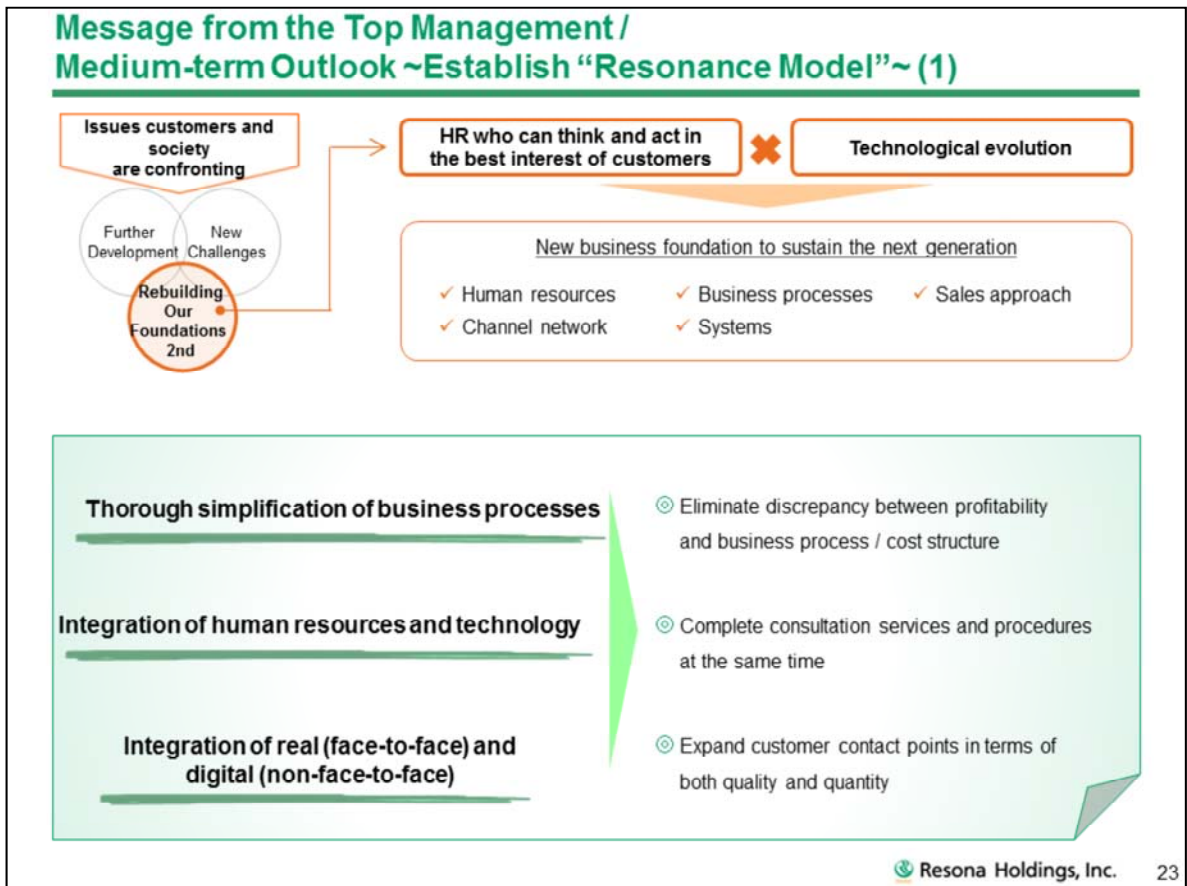 Message from the Top Management /
Medium-term Outlook ~Establish “Resonance Model”~ (1)
Issues customers and
society
are confronting
Further
Development
New
Challenges
Rebuilding
Our
Foundations
2nd
HR who can think and act in
the best interest of customers
Technological evolution
New business foundation to sustain the next generation
✓ Human resources
✓ Business processes
✓ Sales approach
✓ Channel network
✓ Systems
Thorough simplification of business processes
Eliminate discrepancy between profitability
and business process / cost structure
Integration of human resources and technology
Complete consultation services and procedures
at the same time
Integration of real (face-to-face) and
digital (non-face-to-face)
Expand customer contact points in terms of
both quality and quantity
Resona Holdings, Inc.
23